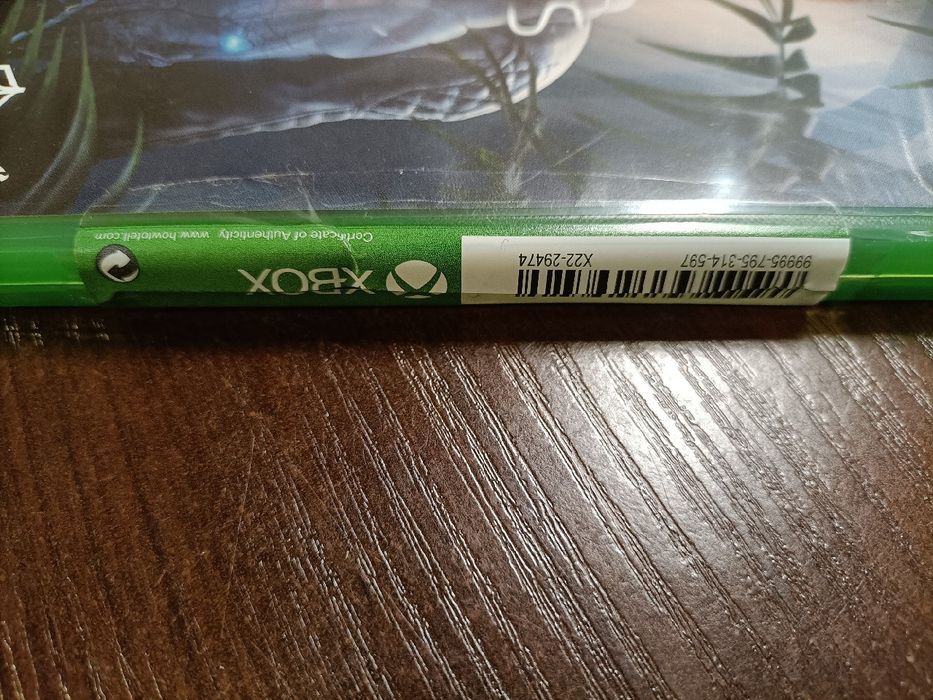 99995-795-314-597 X22-29474
XBOX
Certificate of Authenticity www.howtotell.com